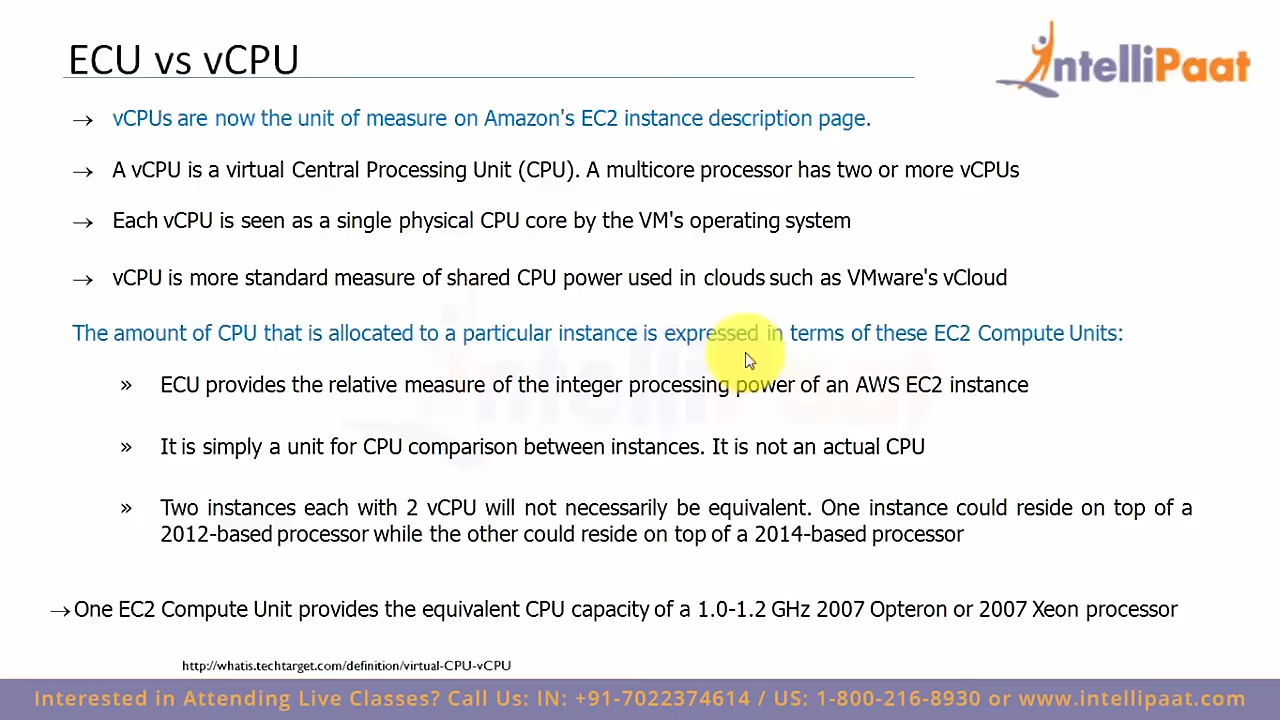 ECU vs vCPU
IntelliPaat
→ vCPUs are now the unit of measure on Amazon's EC2 instance description page.
→ A vCPU is a virtual Central Processing Unit (CPU). A multicore processor has two or more vCPUs
→ Each vCPU is seen as a single physical CPU core by the VM's operating system
→ vCPU is more standard measure of shared CPU power used in clouds such as VMware's vCloud
The amount of CPU that is allocated to a particular instance is expressed in terms of these EC2 Compute Units:
» ECU provides the relative measure of the integer processing power of an AWS EC2 instance
» It is simply a unit for CPU comparison between instances. It is not an actual CPU
» Two instances each with 2 vCPU will not necessarily be equivalent. One instance could reside on top of a
2012-based processor while the other could reside on top of a 2014-based processor
→One EC2 Compute Unit provides the equivalent CPU capacity of a 1.0-1.2 GHz 2007 Opteron or 2007 Xeon processor
http://whatis.techtarget.com/definition/virtual-CPU-vCPU
Interested in Attending Live Classes? Call Us: IN: +91-7022374614 / US: 1-800-216-8930 or www.intellipaat.com